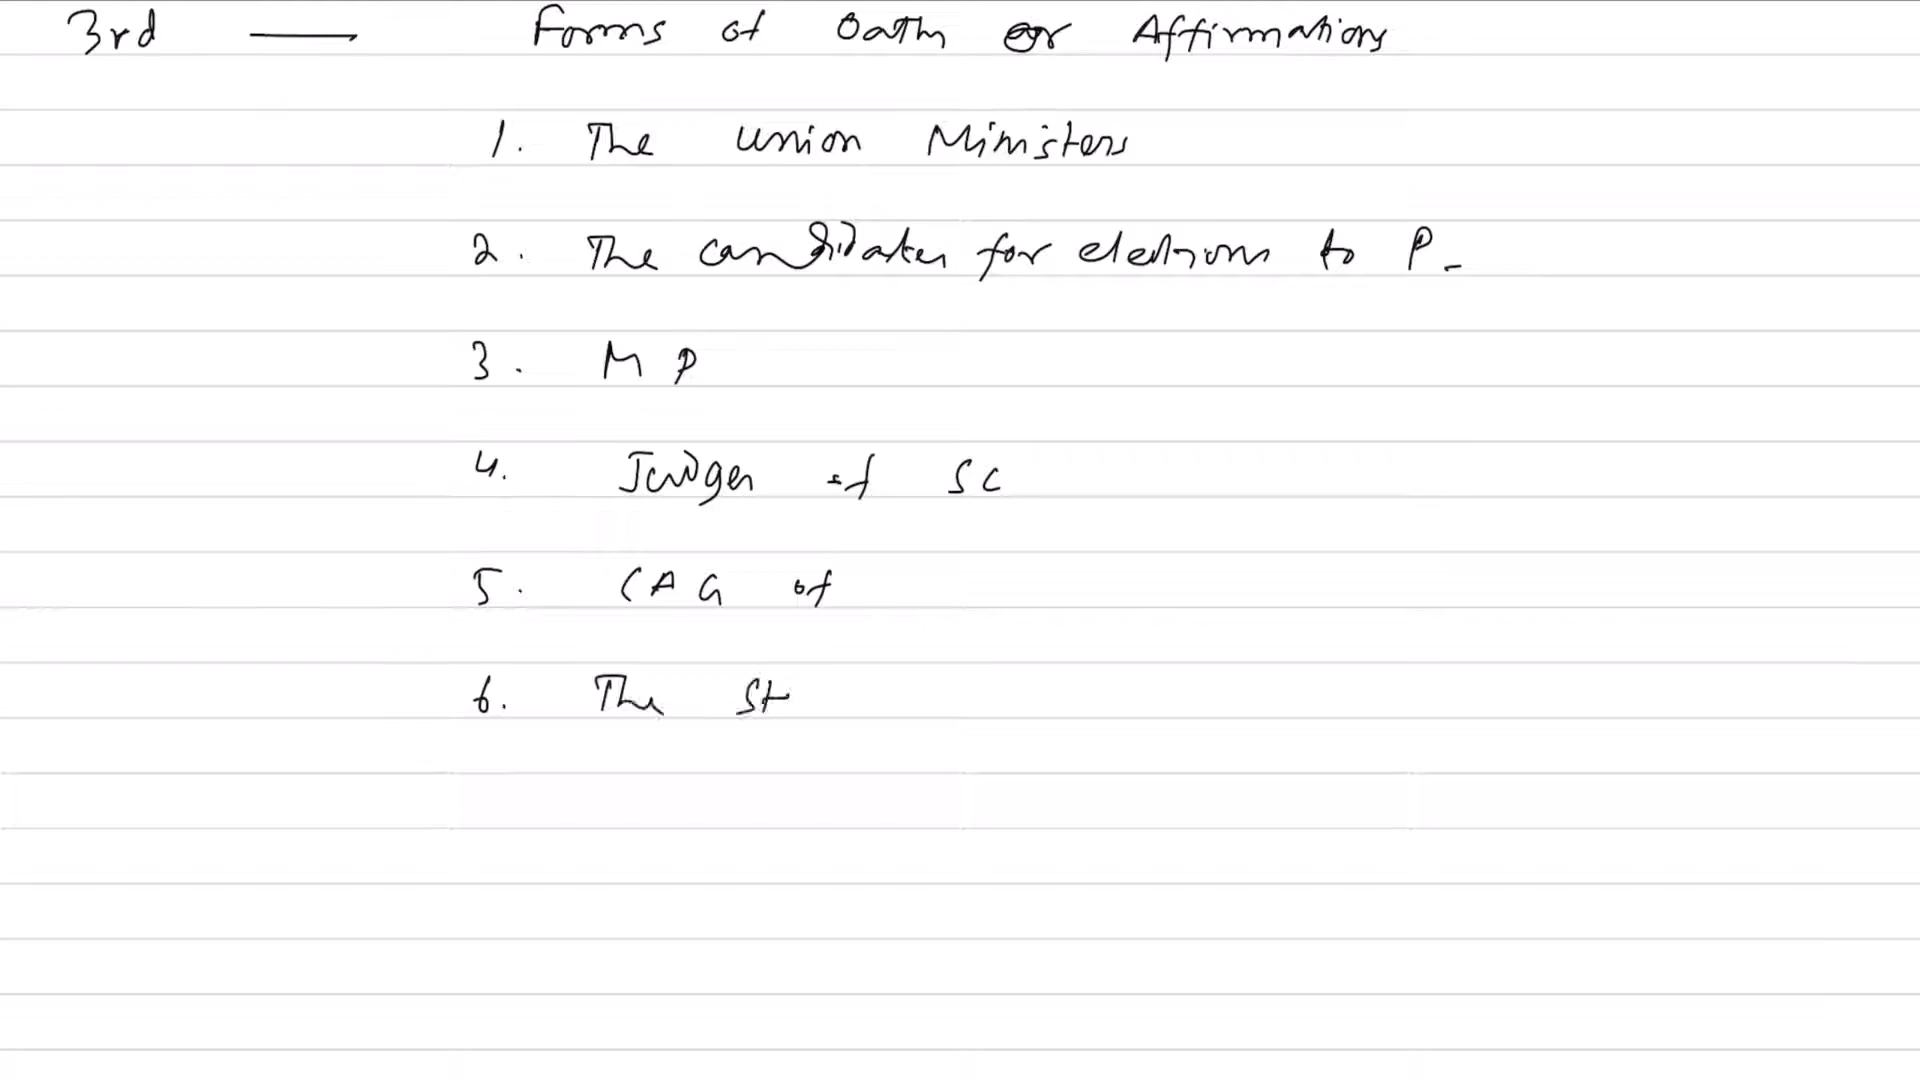 3rd — Forms of Oath or Affirmations
1. The Union Ministers
2. The candidates for elections to P.
3. MP
4. Judges of SC
5. CAG of
6. The St